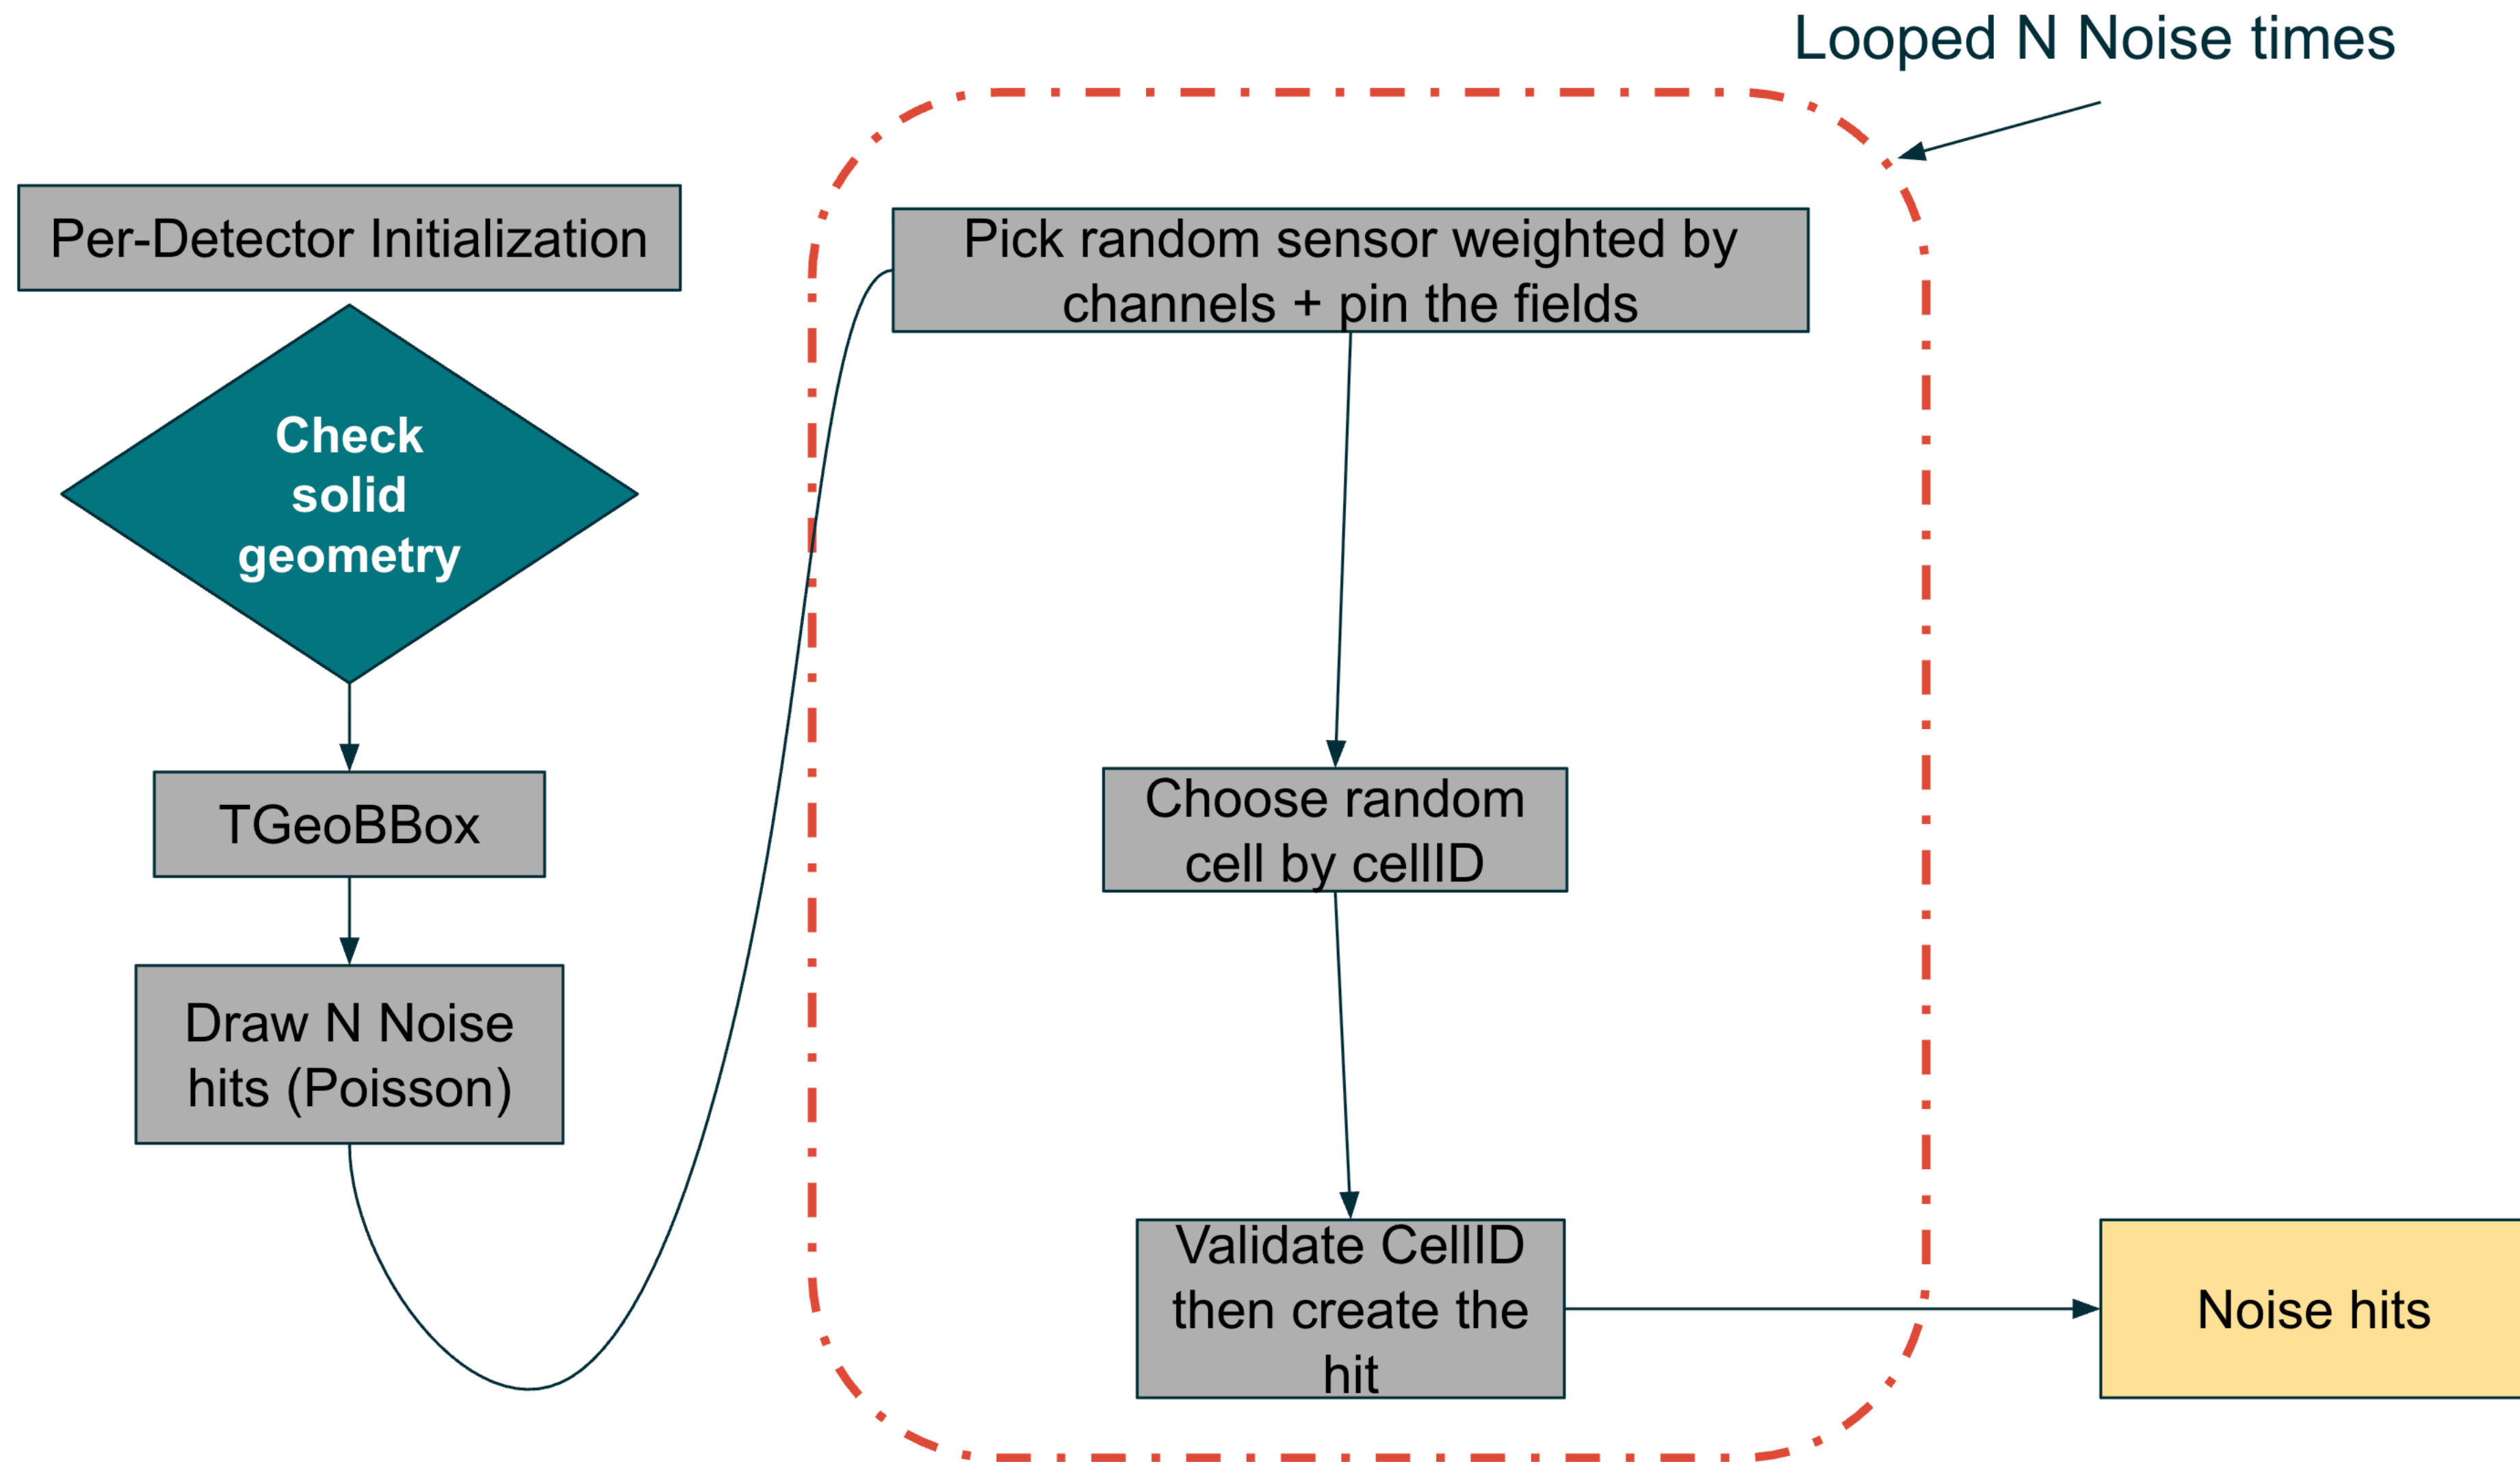 Looped N Noise times
Per-Detector Initialization
Check
solid
geometry
TGeoBBox
Draw N Noise
hits (Poisson)
Pick random sensor weighted by
channels + pin the fields
Choose random
cell by cellID
Validate CellID
then create the
hit
Noise hits